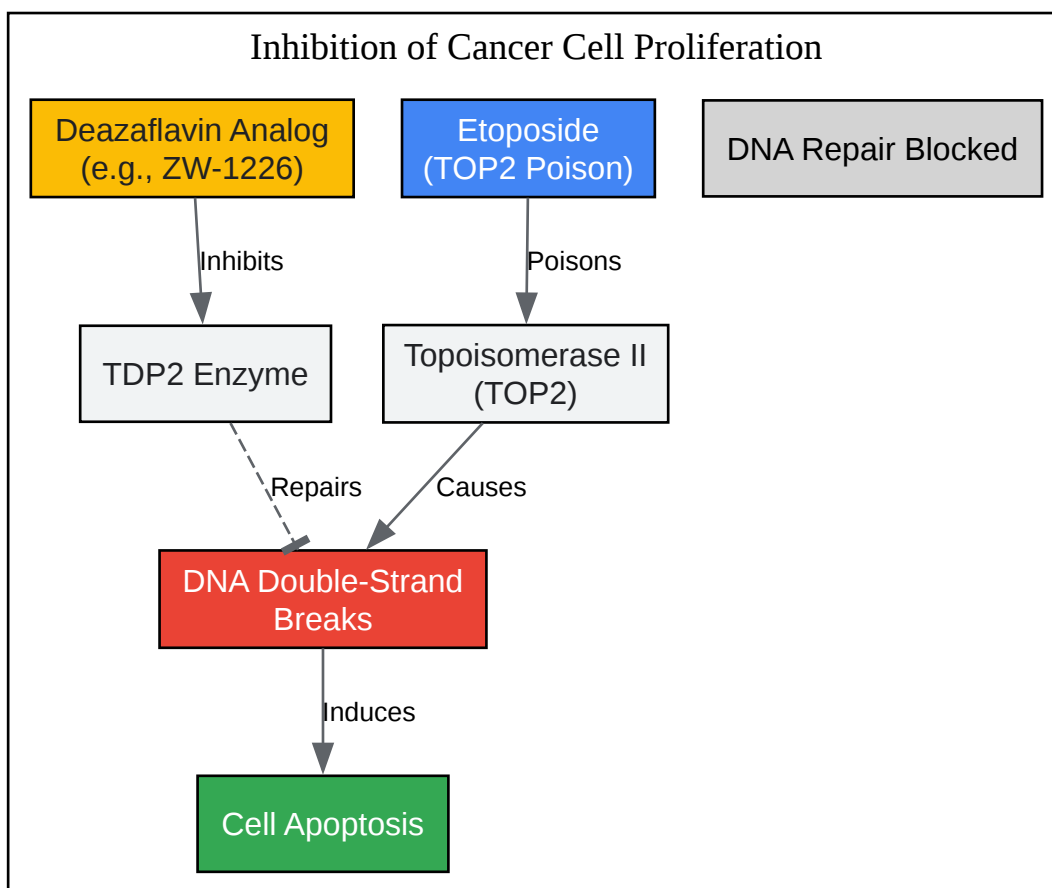 Inhibition of Cancer Cell Proliferation
Deazaflavin Analog
(e.g., ZW-1226)
Etoposide
(TOP2 Poison)
DNA Repair Blocked
Inhibits
Poisons
TDP2 Enzyme
Topoisomerase II
(TOP2)
Repairs
Causes
DNA Double-Strand
Breaks
Induces
Cell Apoptosis